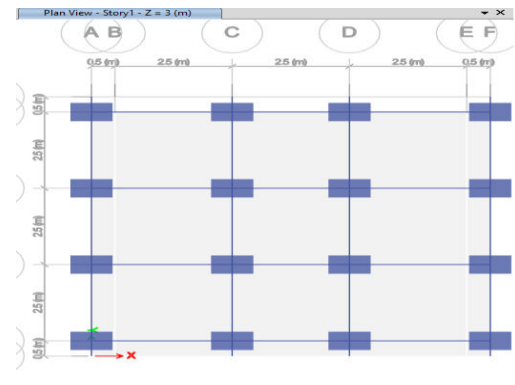 Plan View - Story1 - Z = 3 (m)
A B C D E F
0.5 (m) 2.5 (m) 2.5 (m) 2.5 (m) 0.5 (m)
0.5 (m)
2.5 (m)
2.5 (m)
2.5 (m)
0.5 (m)
X